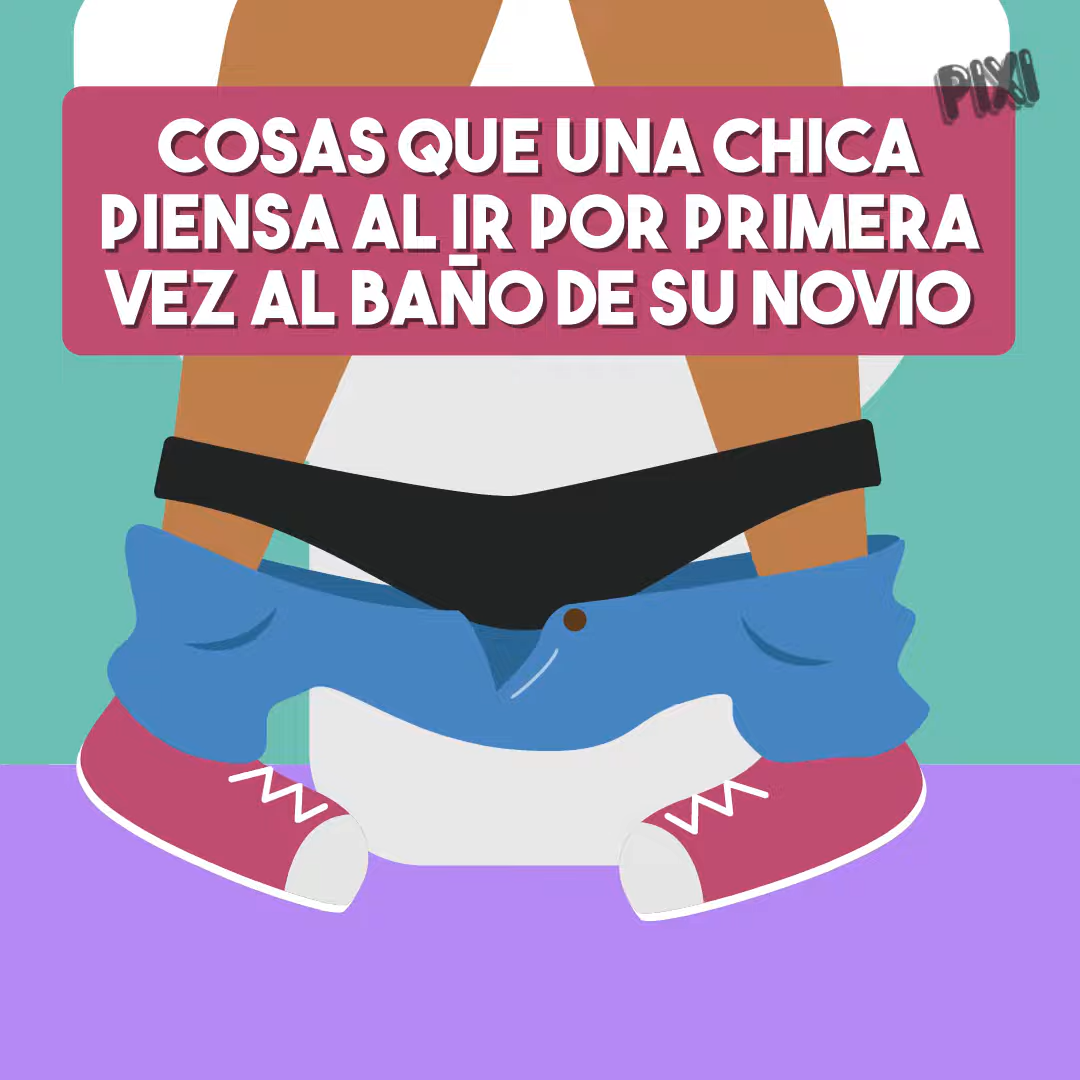 PIXI
COSAS QUE UNA CHICA
PIENSA AL IR POR PRIMERA
VEZ AL BAÑO DE SU NOVIO